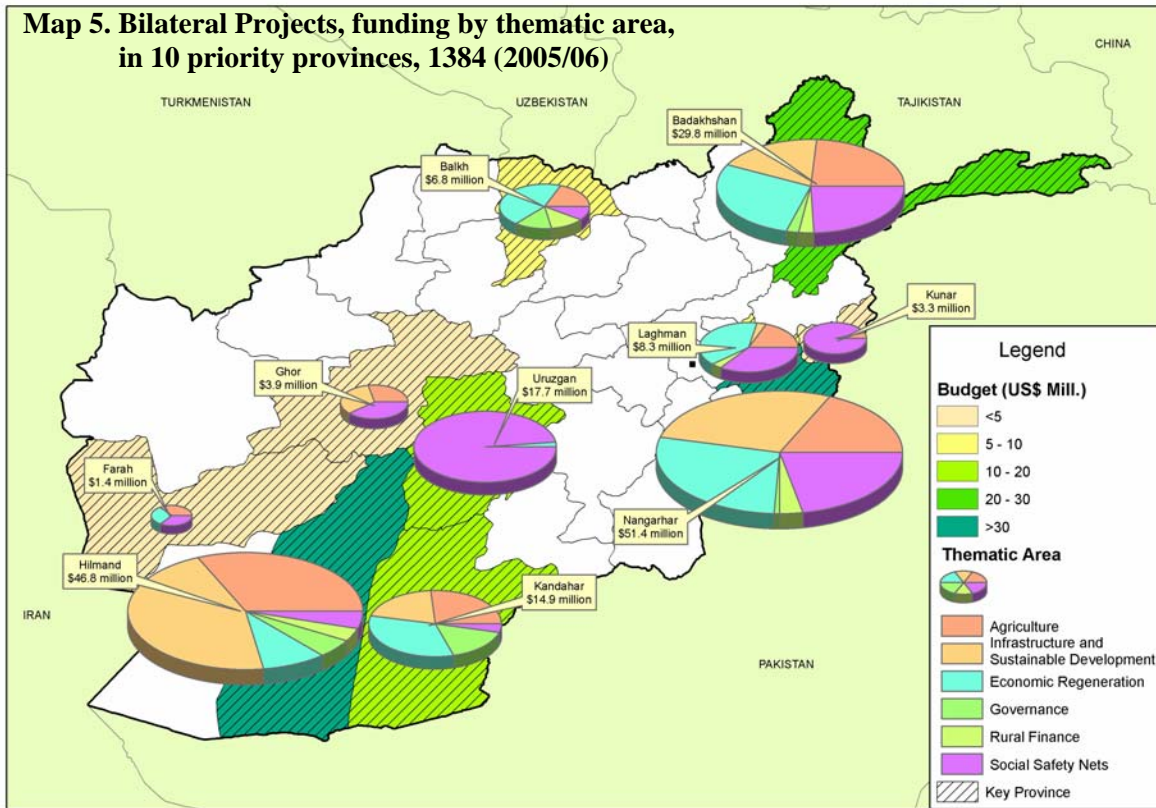 Map 5. Bilateral Projects, funding by thematic area,
in 10 priority provinces, 1384 (2005/06)
CHINA
TURKMENISTAN
UZBEKISTAN
TAJIKISTAN
Badakhshan
$29.8 million
Balkh
$6.8 million
Kunar
$3.3 million
Laghman
$8.3 million
Ghor
$3.9 million
Uruzgan
$17.7 million
Farah
$1.4 million
Nangarhar
$51.4 million
Hilmand
$46.8 million
Kandahar
$14.9 million
IRAN
PAKISTAN
Legend
Budget (US$ Mill.)
<5
5 - 10
10 - 20
20 - 30
>30
Thematic Area
Agriculture
Infrastructure and
Sustainable Development
Economic Regeneration
Governance
Rural Finance
Social Safety Nets
Key Province